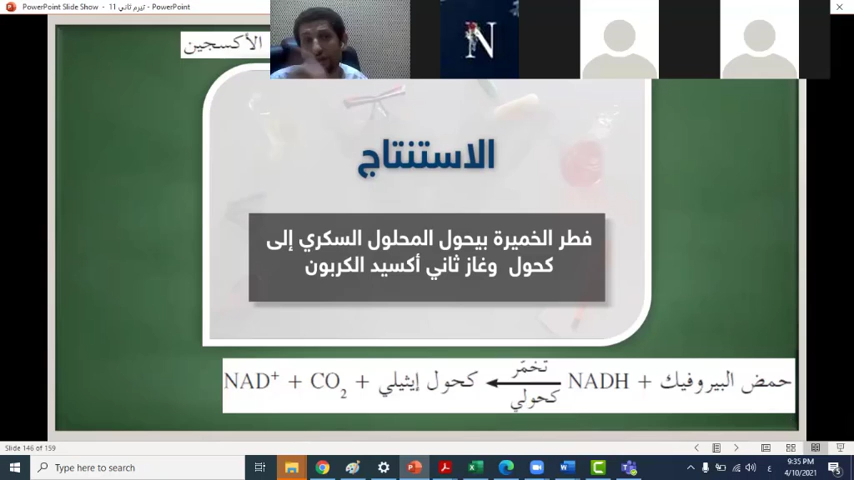 PowerPoint Slide Show - تيرم ثاني 11 - PowerPoint
الأكسجين
N
الاستنتاج
فطر الخميرة بيحول المحلول السكري إلى
كحول وغاز ثاني أكسيد الكربون
حمض البيروفيك + NADH تخمّر كحولي كحول إيثيلي + CO2 + NAD+
Slide 146 of 159
Type here to search
ع
9:35 PM
4/10/2021